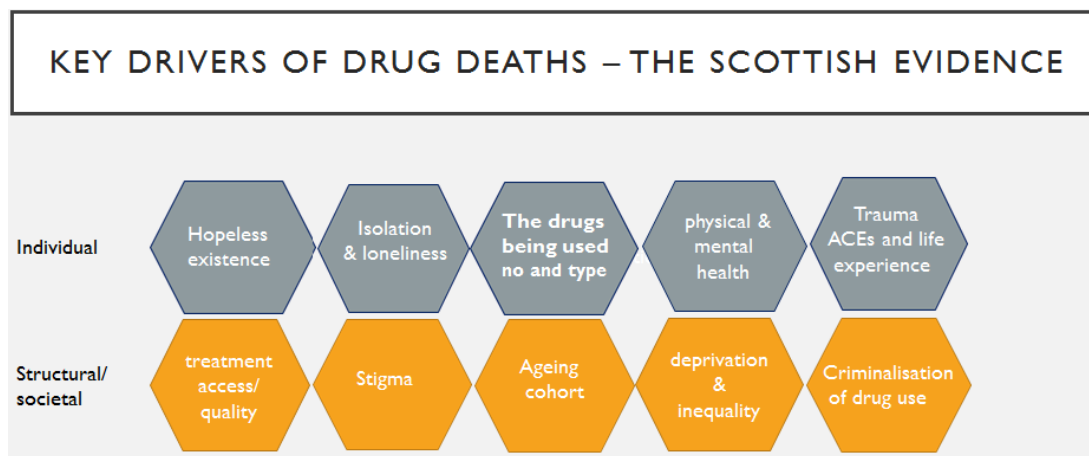 KEY DRIVERS OF DRUG DEATHS – THE SCOTTISH EVIDENCE
Individual
Hopeless
existence
Isolation
& loneliness
The drugs
being used
no and type
physical &
mental
health
Trauma
ACEs and life
experience
Structural/
societal
treatment
access/
quality
Stigma
Ageing
cohort
deprivation
&
inequality
Criminalisation
of drug use